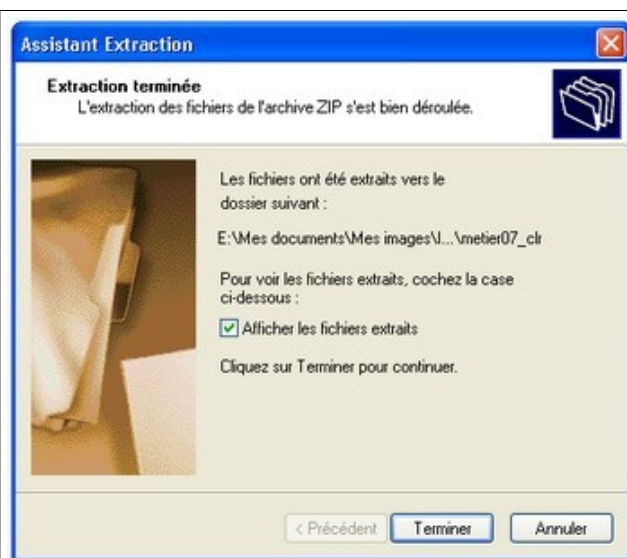 Assistant Extraction
Extraction terminée
L'extraction des fichiers de l'archive ZIP s'est bien déroulée.
Les fichiers ont été extraits vers le
dossier suivant :
E:\Mes documents\Mes images\I...\metier07_clr
Pour voir les fichiers extraits, cochez la case
ci-dessous :
Afficher les fichiers extraits
Cliquez sur Terminer pour continuer.
< Précédent
Terminer
Annuler